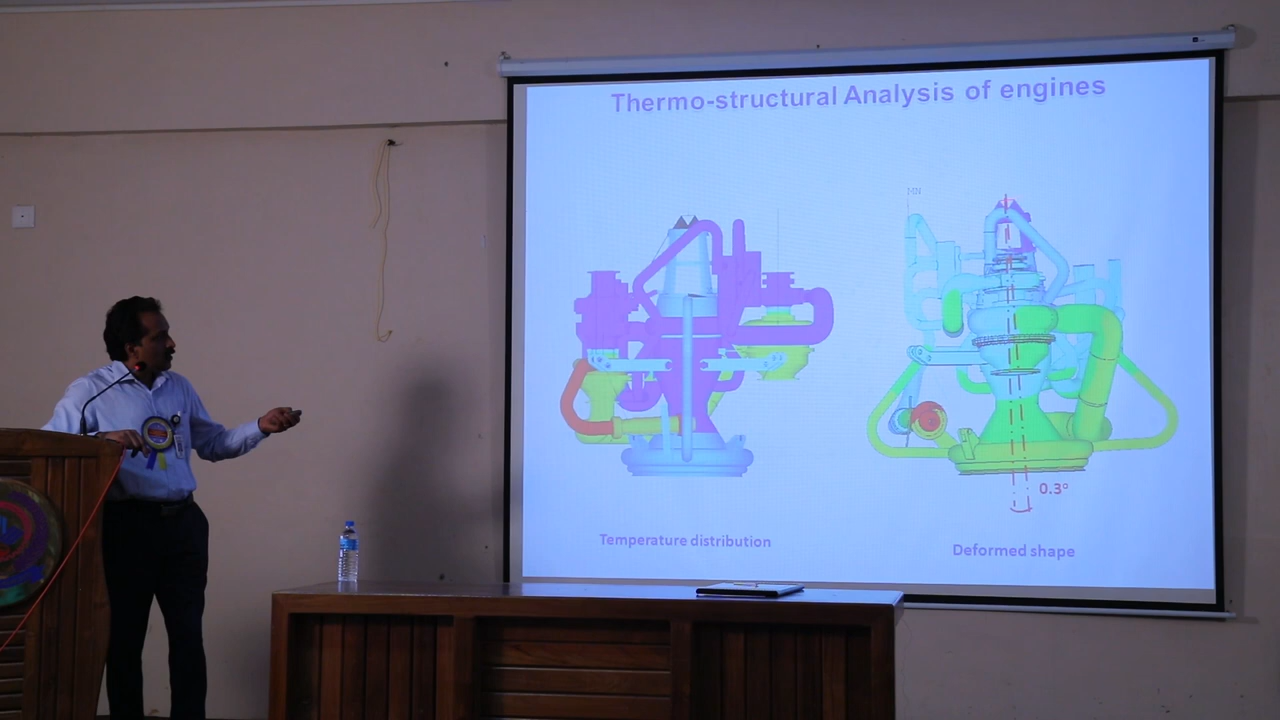 Thermo-structural Analysis of engines
0.3°
Temperature distribution
Deformed shape